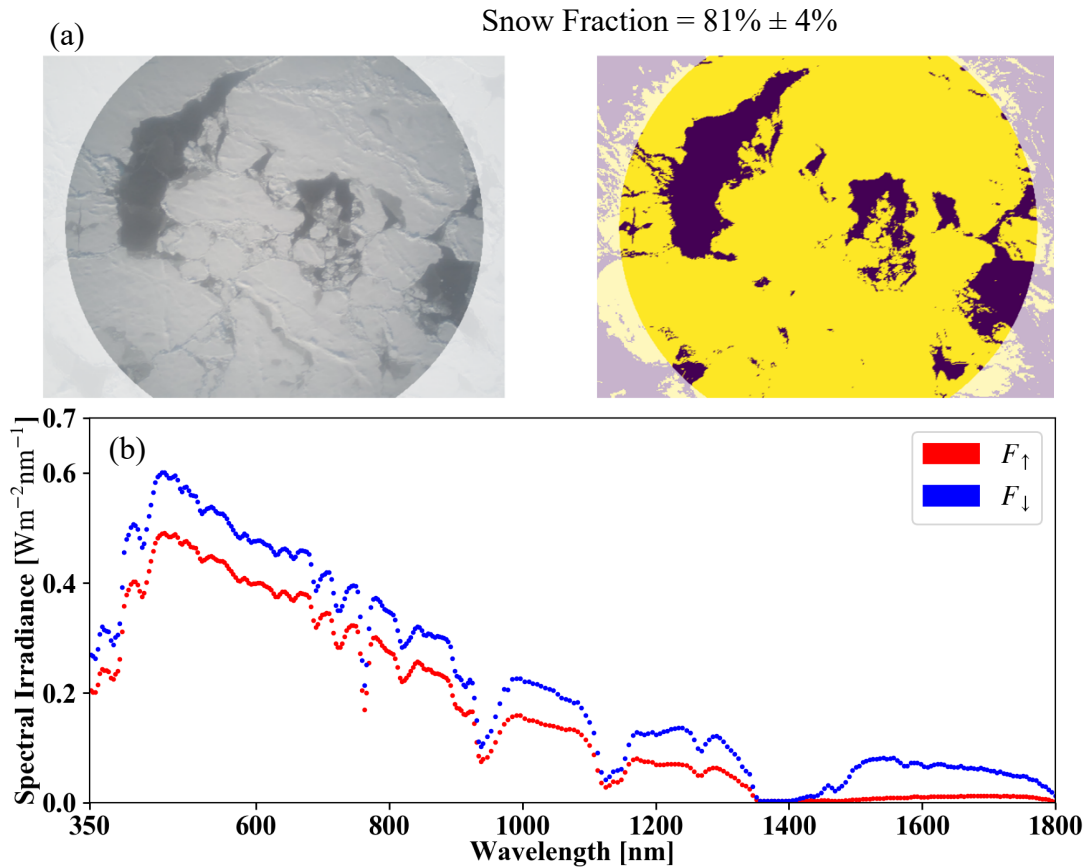 Snow Fraction = 81% ± 4%
(a)
(b)
F↑
F↓
Spectral Irradiance [Wm⁻²nm⁻¹]
0.7
0.6
0.4
0.2
0.0
350
600
800
1000
1200
1400
1600
1800
Wavelength [nm]